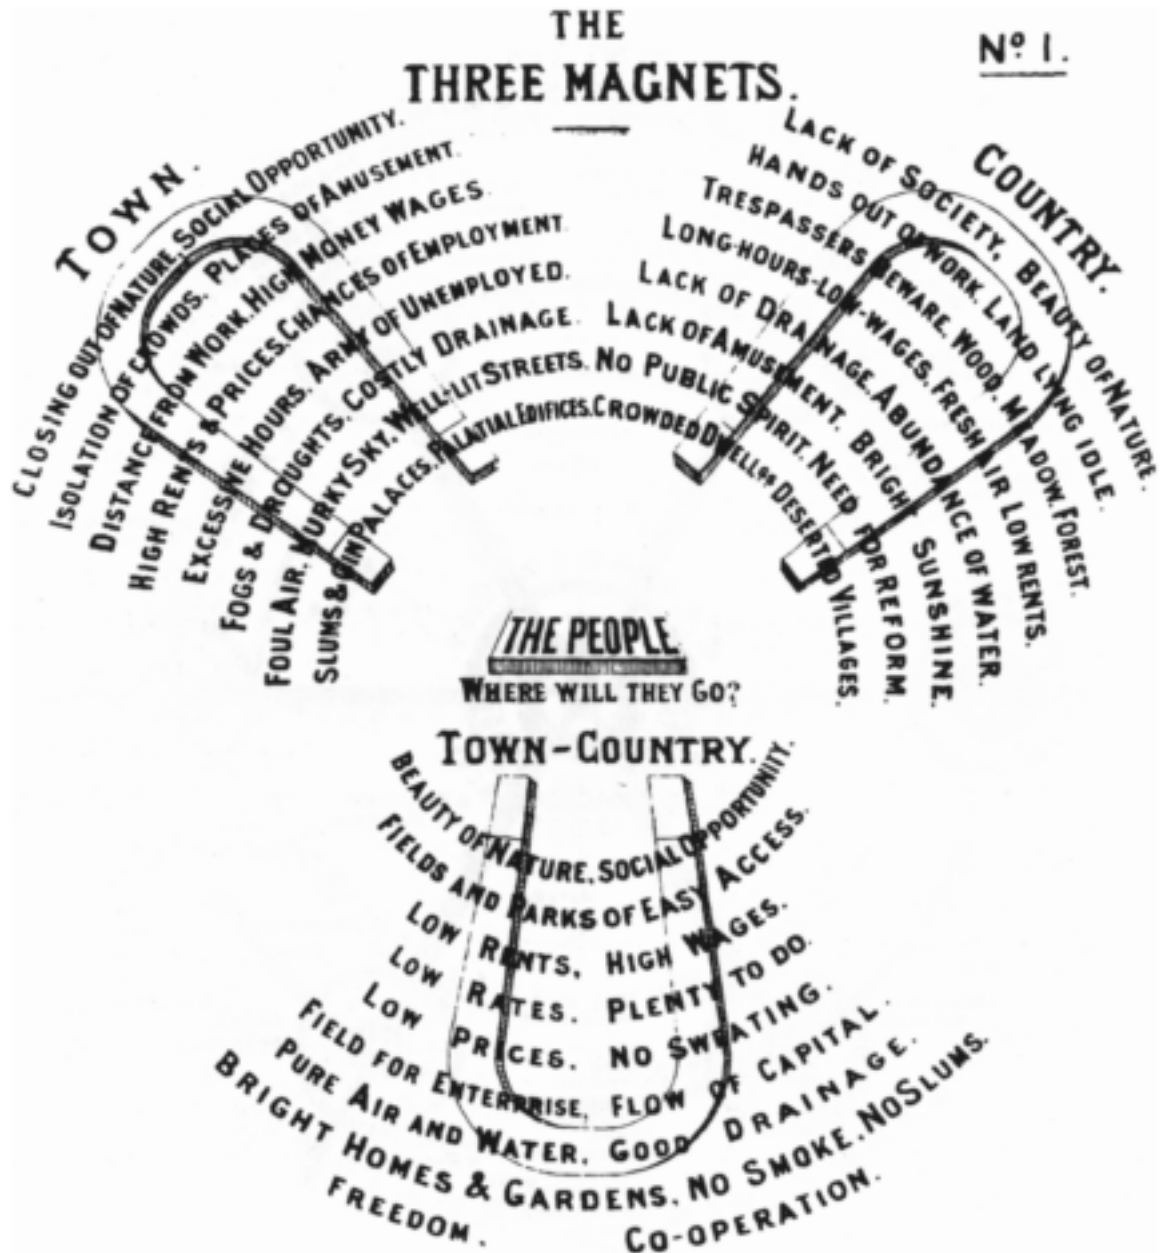 THE
THREE MAGNETS.
Nº 1.
TOWN.
CLOSING OUT OF NATURE, SOCIAL OPPORTUNITY.
ISOLATION OF CROWDS. PLACES OF AMUSEMENT.
DISTANCE FROM WORK. HIGH MONEY WAGES.
HIGH RENTS & PRICES. CHANCES OF EMPLOYMENT.
EXCESSIVE HOURS. ARMY OF UNEMPLOYED.
FOGS & DROUGHTS. COSTLY DRAINAGE.
FOUL AIR. MURKY SKY. WELL-LIT STREETS.
SLUMS & GIN PALACES. PALATIAL EDIFICES.
COUNTRY.
LACK OF SOCIETY, BEAUTY OF NATURE.
HANDS OUT OF WORK, LAND LYING IDLE.
TRESPASSERS BEWARE. WOOD, MEADOW, FOREST.
LONG-HOURS-LOW-WAGES, FRESH AIR LOW RENTS.
LACK OF DRAINAGE, ABUNDANCE OF WATER.
LACK OF AMUSEMENT. BRIGHT SUNSHINE.
NO PUBLIC SPIRIT. NEED FOR REFORM.
CROWDED DWELLGS DESERTED VILLAGES.
THE PEOPLE
WHERE WILL THEY GO?
TOWN-COUNTRY.
BEAUTY OF NATURE, SOCIAL OPPORTUNITY.
FIELDS AND PARKS OF EASY ACCESS.
LOW RENTS, HIGH WAGES.
LOW RATES. PLENTY TO DO.
LOW PRICES. NO SWEATING.
FIELD FOR ENTERPRISE, FLOW OF CAPITAL.
PURE AIR AND WATER, GOOD DRAINAGE.
BRIGHT HOMES & GARDENS, NO SMOKE, NO SLUMS.
FREEDOM. CO-OPERATION.